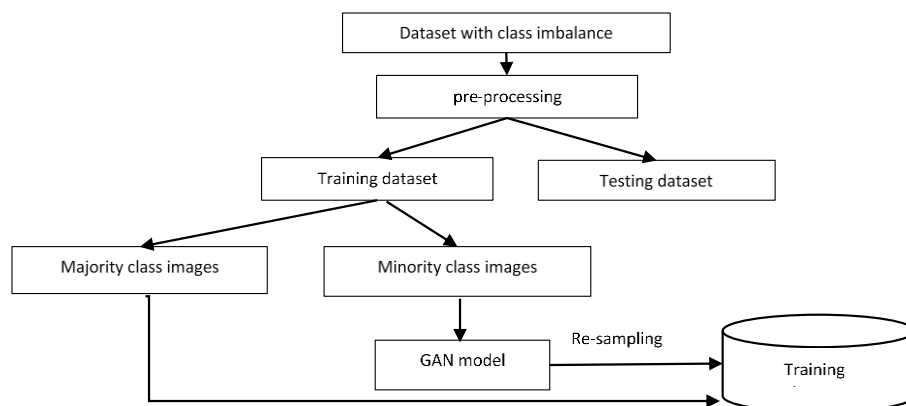 Dataset with class imbalance
pre-processing
Training dataset
Testing dataset
Majority class images
Minority class images
GAN model
Re-sampling
Training